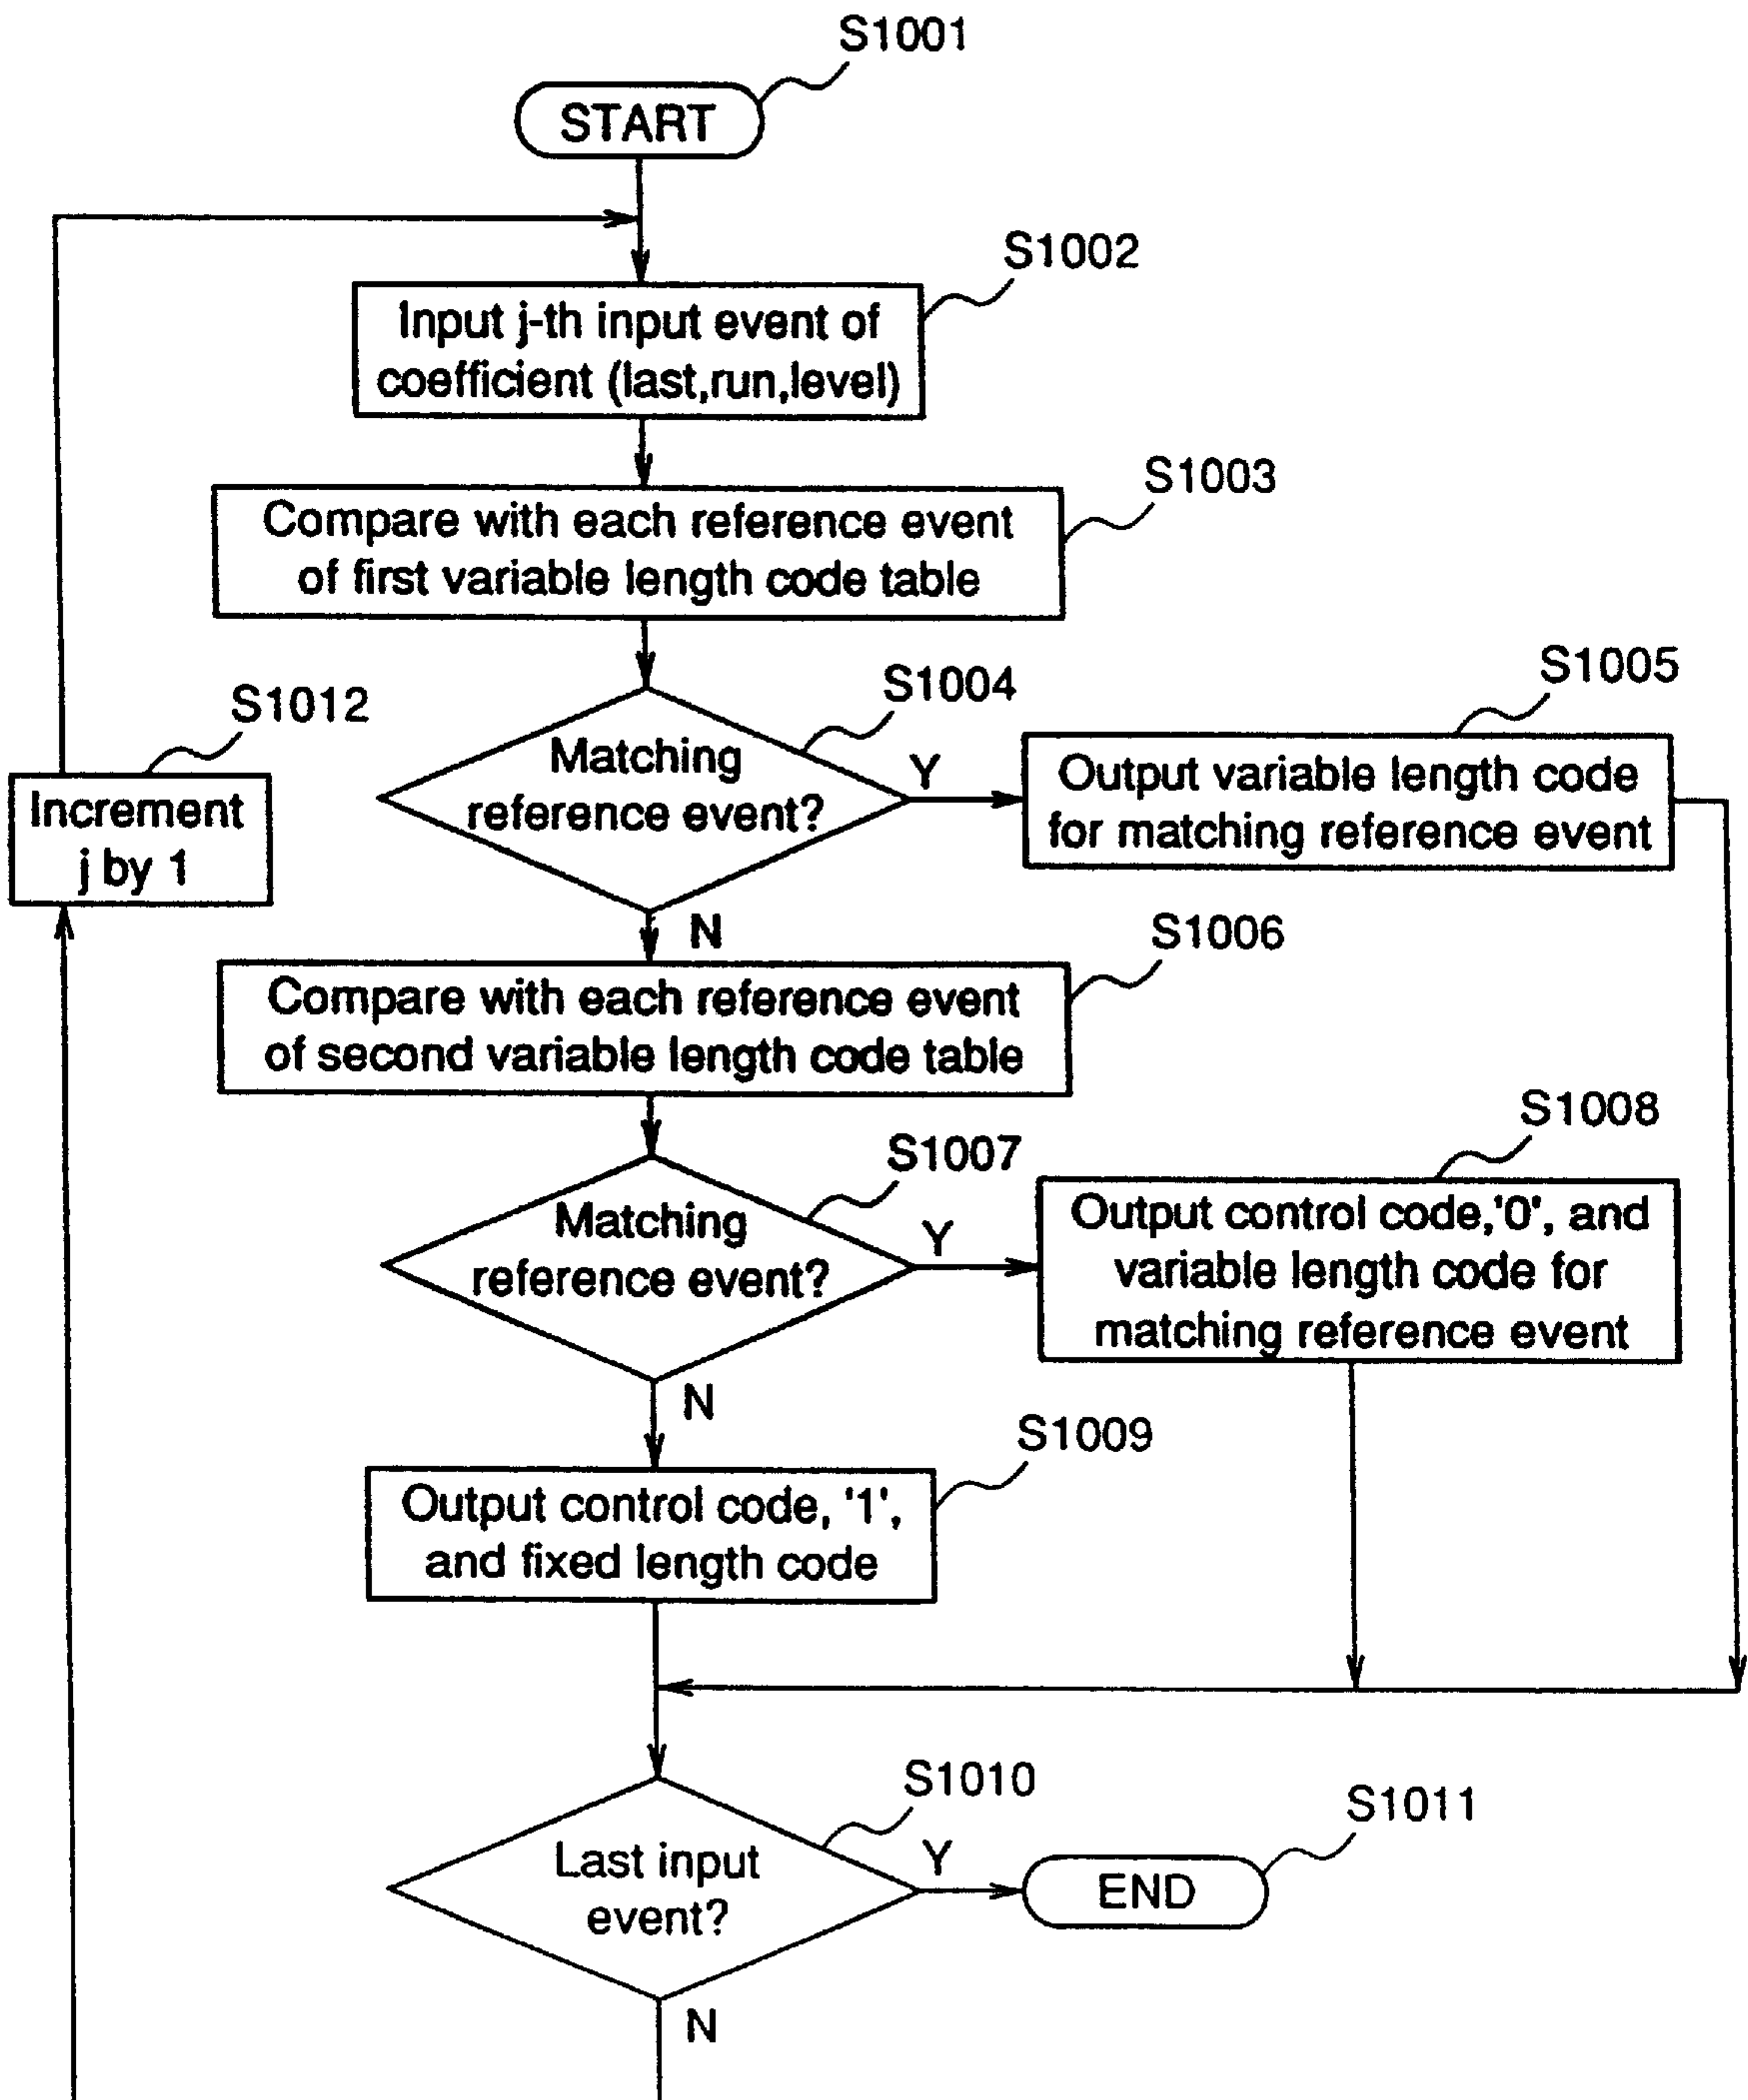 S1001
START
S1002
Input j-th input event of
coefficient (last,run,level)
S1003
Compare with each reference event
of first variable length code table
S1004
Matching
reference event?
Y
S1005
Output variable length code
for matching reference event
S1012
Increment
j by 1
N
S1006
Compare with each reference event
of second variable length code table
S1007
Matching
reference event?
Y
S1008
Output control code,'0', and
variable length code for
matching reference event
N
S1009
Output control code, '1',
and fixed length code
S1010
Last input
event?
Y
S1011
END
N